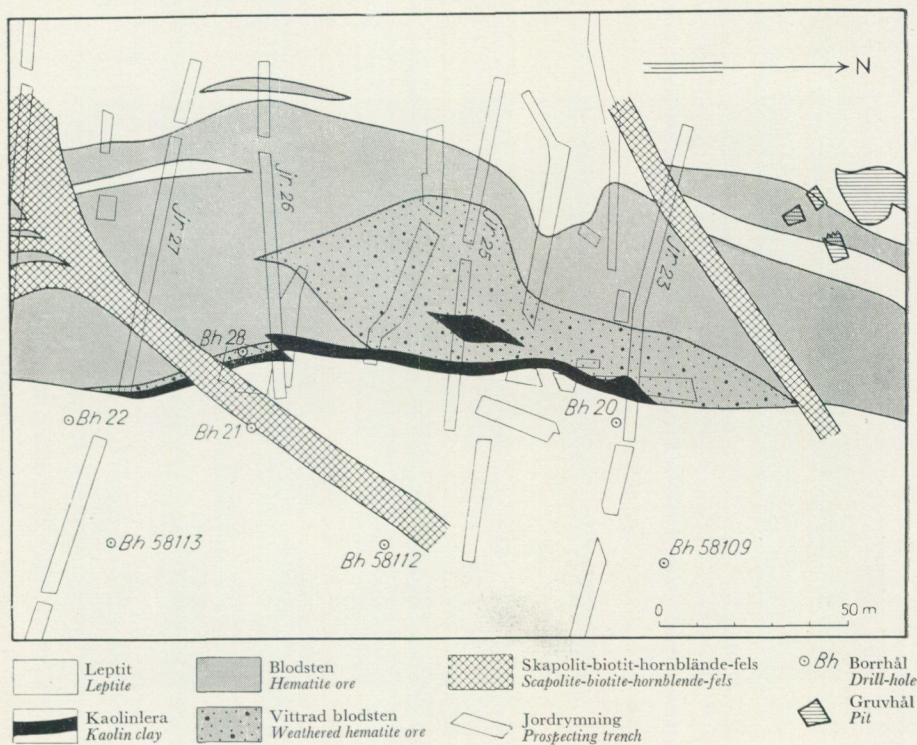 N
Jr. 27
Jr. 26
Jr. 25
Jr. 23
Bh 28
Bh 22
Bh 21
Bh 20
Bh 58113
Bh 58112
Bh 58109
0 50 m
Leptit
Leptite
Blodsten
Hematite ore
Skapolit-biotit-hornblände-fels
Scapolite-biotite-hornblende-fels
Bh Borrhål
Drill-hole
Kaolinlera
Kaolin clay
Vittrad blodsten
Weathered hematite ore
Jordrymning
Prospecting trench
Gruvhål
Pit